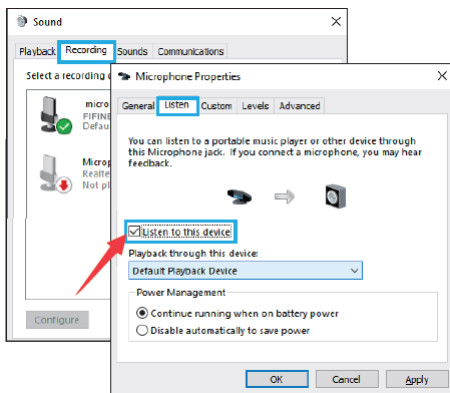 Sound
Playback Recording Sounds Communications
Select a recording
micro
FIFINE
Defau
Microp
Realte
Not pl
Configure
Microphone Properties
General Listen Custom Levels Advanced
You can listen to a portable music player or other device through
this Microphone jack. If you connect a microphone, you may hear
feedback.
Listen to this device
Playback through this device:
Default Playback Device
Power Management
Continue running when on battery power
Disable automatically to save power
OK Cancel Apply